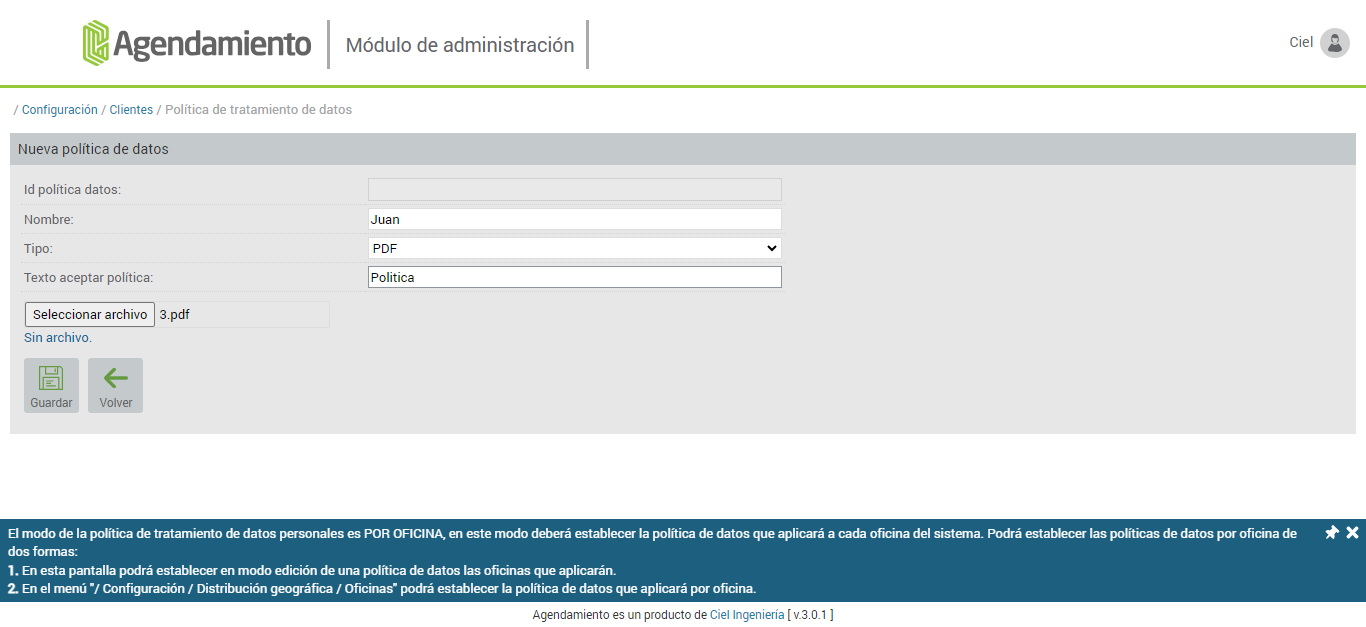 Agendamiento Módulo de administración Ciel
/ Configuración / Clientes / Política de tratamiento de datos
Nueva política de datos
Id política datos:
Nombre: Juan
Tipo: PDF
Texto aceptar política: Politica
Seleccionar archivo 3.pdf
Sin archivo.
Guardar Volver
El modo de la política de tratamiento de datos personales es POR OFICINA, en este modo deberá establecer la política de datos que aplicará a cada oficina del sistema. Podrá establecer las políticas de datos por oficina de
dos formas:
1. En esta pantalla podrá establecer en modo edición de una política de datos las oficinas que aplicarán.
2. En el menú "/ Configuración / Distribución geográfica / Oficinas" podrá establecer la política de datos que aplicará por oficina.
Agendamiento es un producto de Ciel Ingeniería [ v.3.0.1 ]